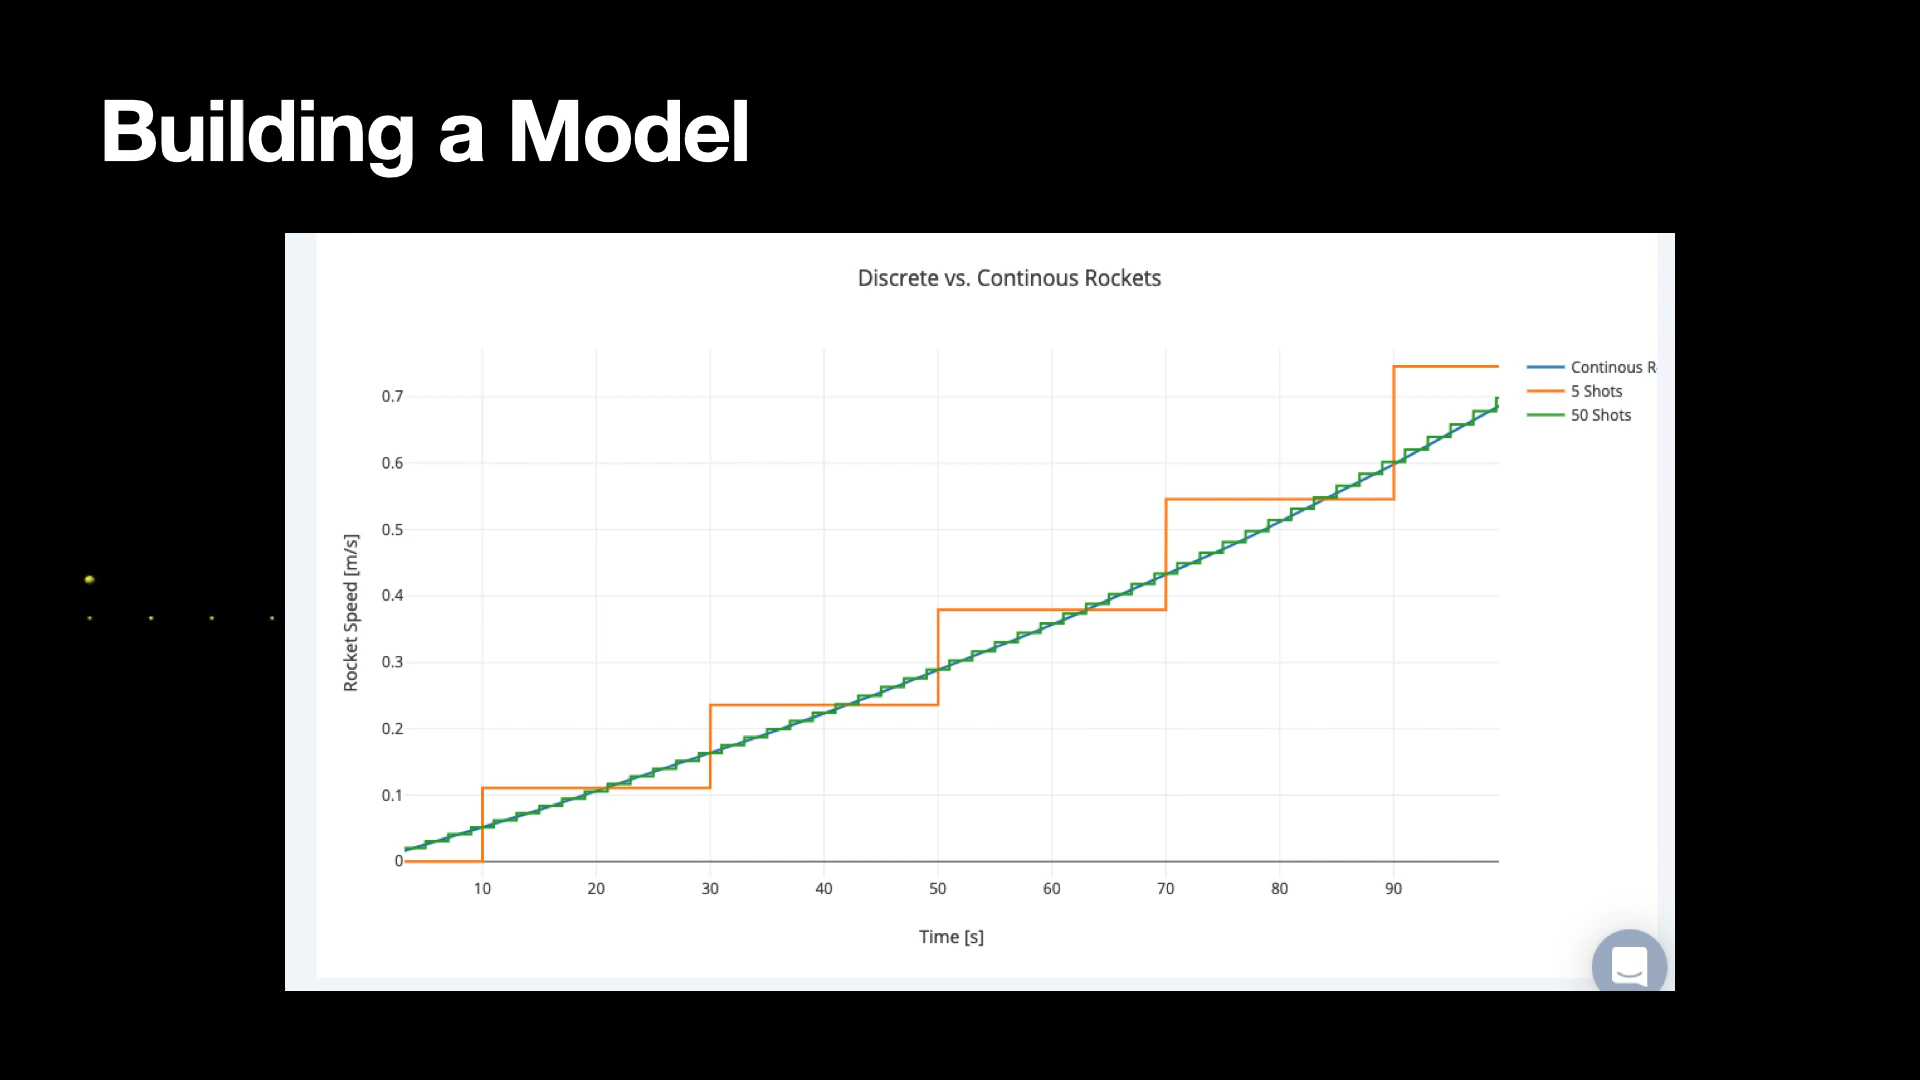 Building a Model
Discrete vs. Continous Rockets
Continous R
5 Shots
50 Shots
0.7
0.6
0.5
0.4
0.3
0.2
0.1
0
Rocket Speed [m/s]
10 20 30 40 50 60 70 80 90
Time [s]